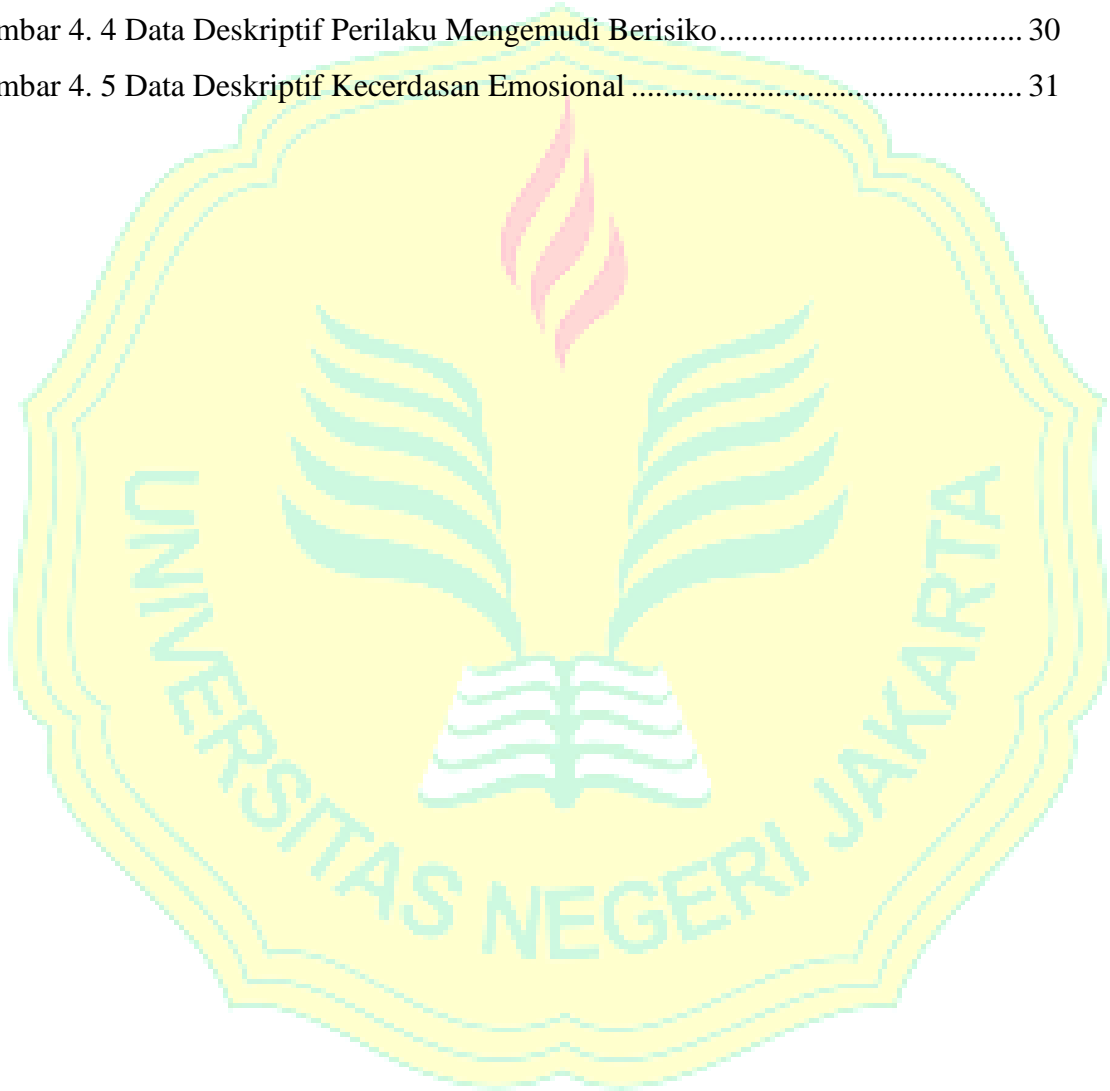 mbar 4. 4 Data Deskriptif Perilaku Mengemudi Berisiko...................................... 30
mbar 4. 5 Data Deskriptif Kecerdasan Emosional ................................................. 31
UNIVERSITAS NEGERI JAKARTA